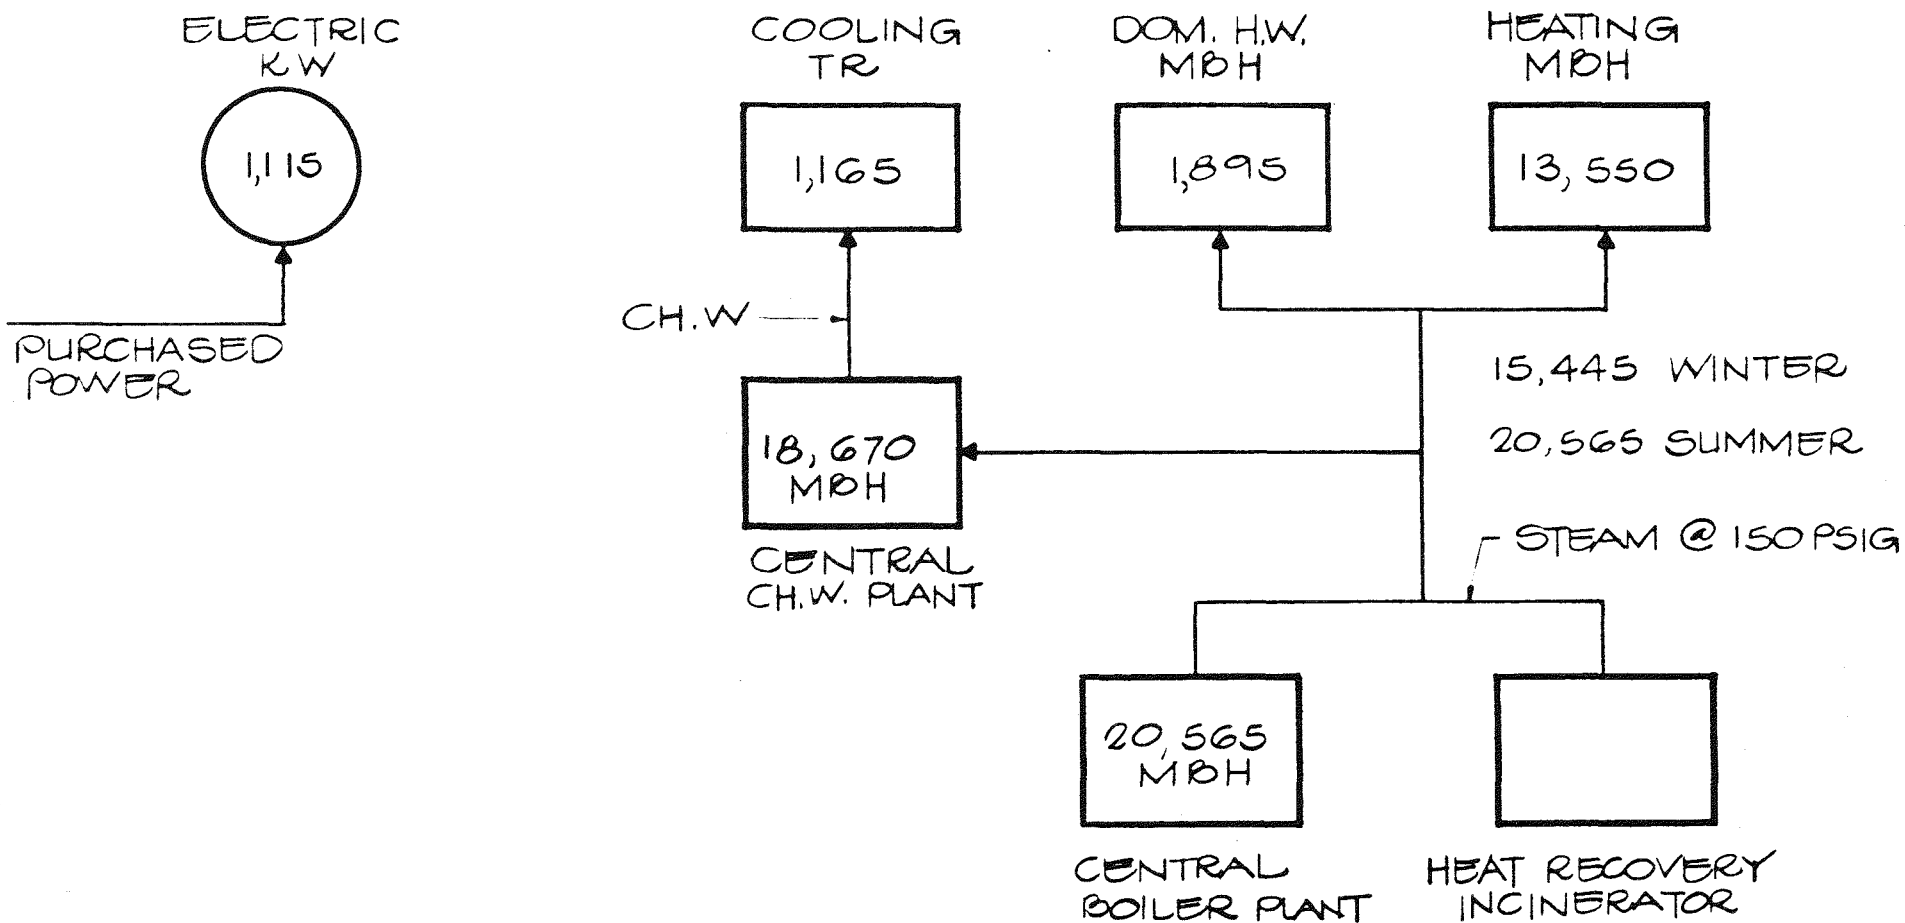 ELECTRIC
KW
1,115
PURCHASED
POWER
COOLING
TR
1,165
CH.W
18,670
MBH
CENTRAL
CH.W. PLANT
DOM. H.W.
MBH
1,895
HEATING
MBH
13,550
15,445 WINTER
20,565 SUMMER
STEAM @ 150 PSIG
20,565
MBH
CENTRAL
BOILER PLANT
HEAT RECOVERY
INCINERATOR